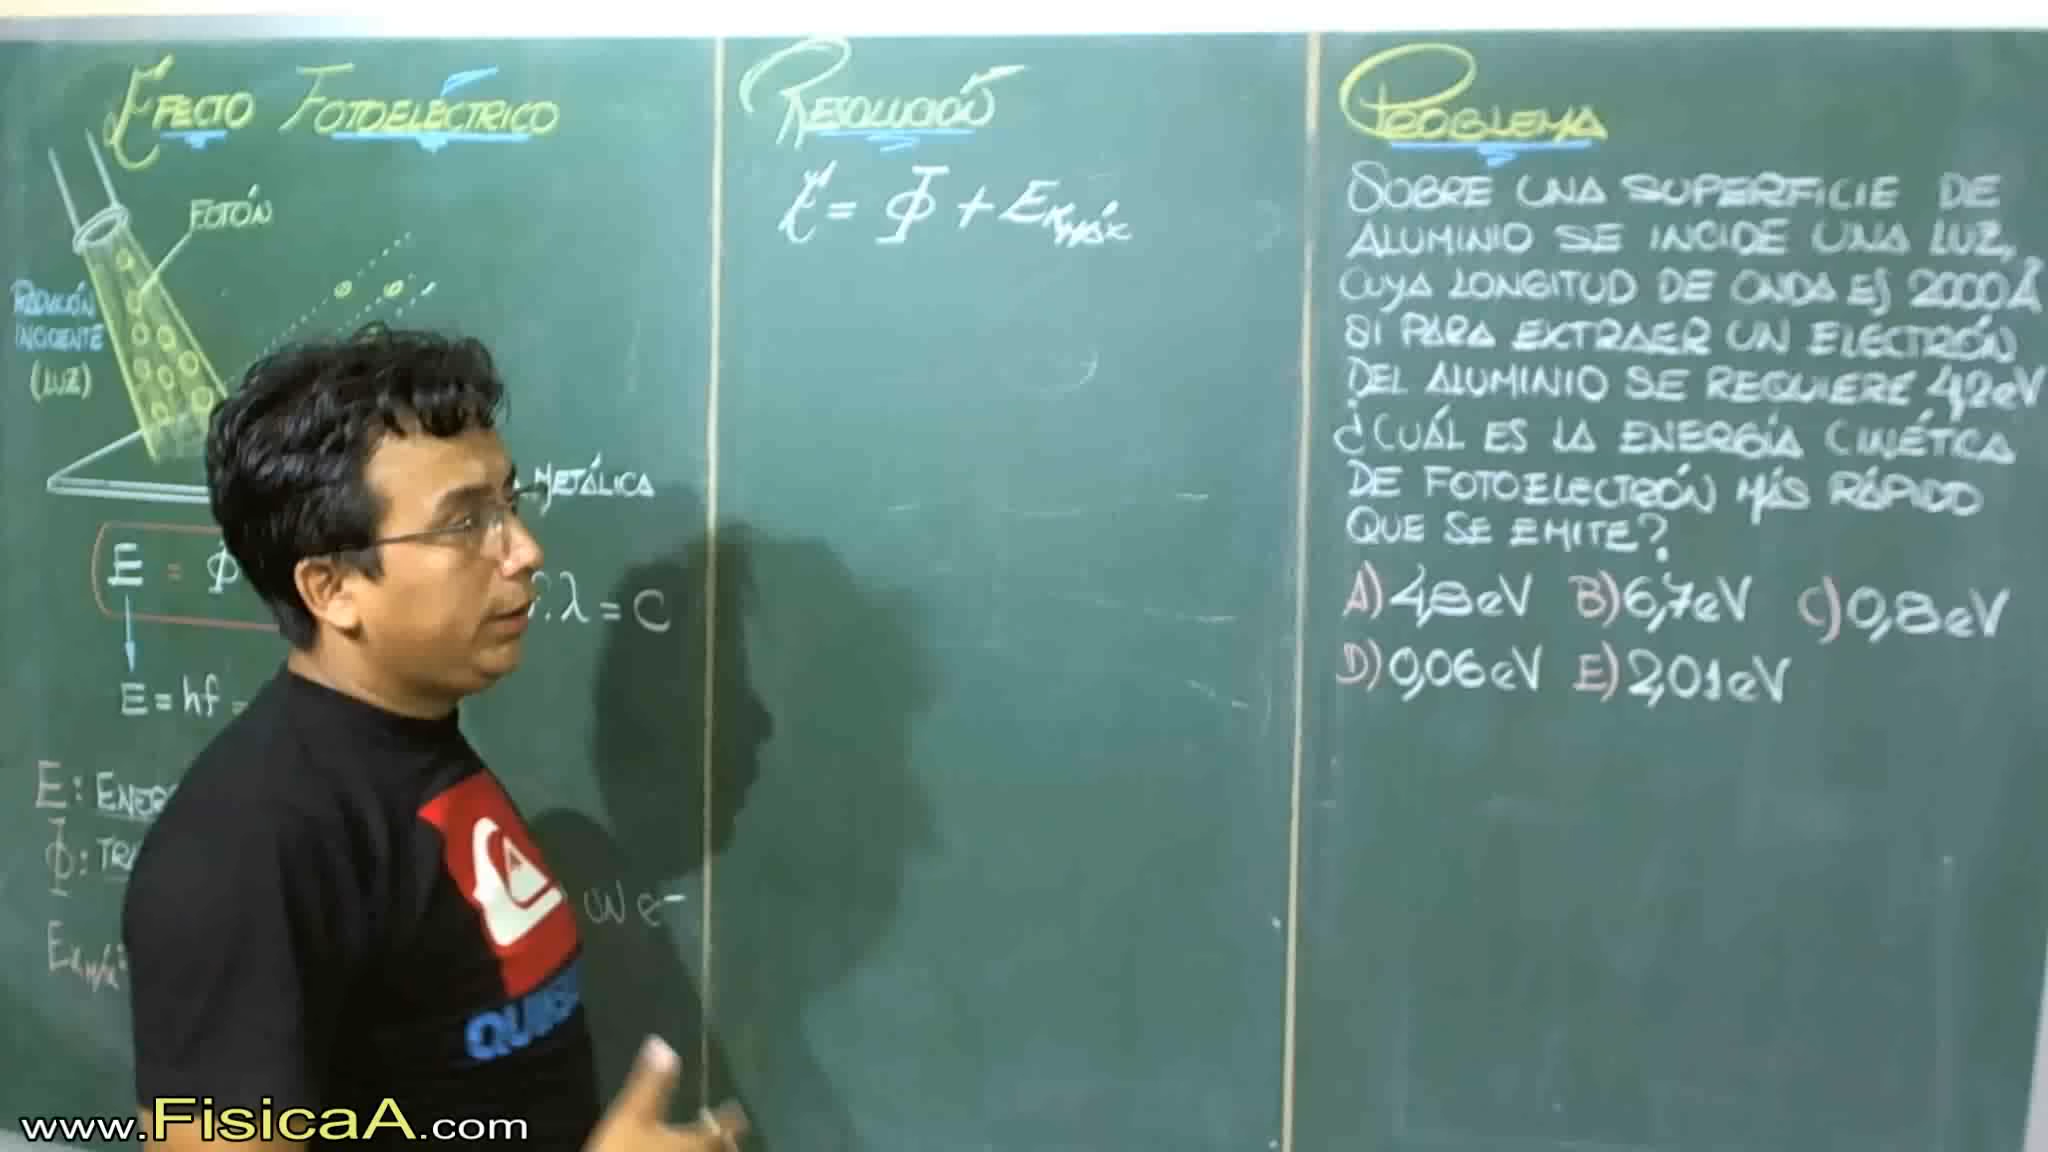 EFECTO FOTOELÉCTRICO
FOTÓN
RADIACIÓN
INCIDENTE
(LUZ)
METÁLICA
E = Φ
λ = C
E = hf =
E:
Φ:
UN e-
EKMÁX:
RESOLUCIÓN
E = Φ + EKMÁX
PROBLEMA
SOBRE UNA SUPERFICIE DE
ALUMINIO SE INCIDE UNA LUZ,
CUYA LONGITUD DE ONDA ES 2000Å
SI PARA EXTRAER UN ELECTRÓN
DEL ALUMINIO SE REQUIERE 4,2eV
¿CUÁL ES LA ENERGÍA CINÉTICA
DE FOTOELECTRÓN MÁS RÁPIDO
QUE SE EMITE?
A) 4,8eV B) 6,7eV C) 0,8eV
D) 0,06eV E) 2,01eV
www.FisicaA.com